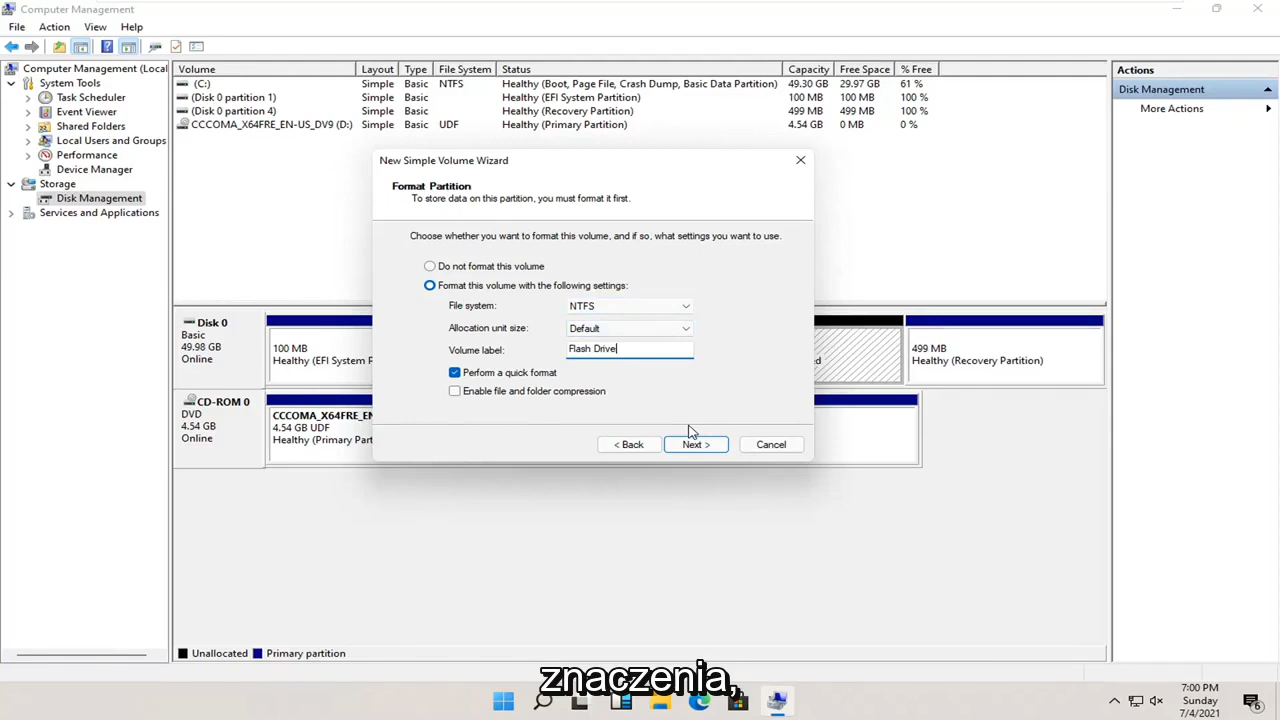 Computer Management
File Action View Help
Computer Management (Local
System Tools
Task Scheduler
Event Viewer
Shared Folders
Local Users and Groups
Performance
Device Manager
Storage
Disk Management
Services and Applications
Volume Layout Type File System Status Capacity Free Space % Free
(C:) Simple Basic NTFS Healthy (Boot, Page File, Crash Dump, Basic Data Partition) 49.30 GB 29.97 GB 61 %
(Disk 0 partition 1) Simple Basic Healthy (EFI System Partition) 100 MB 100 MB 100 %
(Disk 0 partition 4) Simple Basic Healthy (Recovery Partition) 499 MB 499 MB 100 %
CCCOMA_X64FRE_EN-US_DV9 (D:) Simple Basic UDF Healthy (Primary Partition) 4.54 GB 0 MB 0 %
Actions
Disk Management
More Actions
New Simple Volume Wizard
Format Partition
To store data on this partition, you must format it first.
Choose whether you want to format this volume, and if so, what settings you want to use.
Do not format this volume
Format this volume with the following settings:
File system: NTFS
Allocation unit size: Default
Volume label: Flash Drive
Perform a quick format
Enable file and folder compression
< Back Next > Cancel
Disk 0
Basic
49.98 GB
Online
100 MB
Healthy (EFI System P
d
499 MB
Healthy (Recovery Partition)
CD-ROM 0
DVD
4.54 GB
Online
CCCOMA_X64FRE_EN
4.54 GB UDF
Healthy (Primary Part
Unallocated Primary partition
znaczenia,
7:00 PM
Sunday
7/4/2021
6